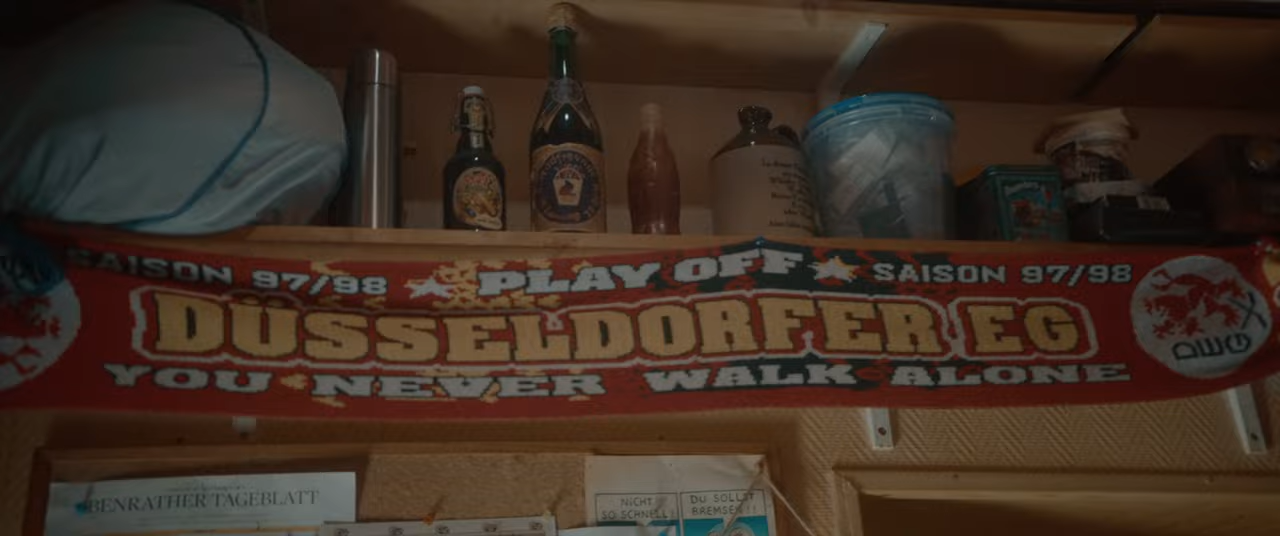 SAISON 97/98 PLAY OFF SAISON 97/98
DÜSSELDORFER EG
YOU NEVER WALK ALONE
DEG
BENRATHER TAGEBLATT
NICHT
SO SCHNELL!
DU SOLLST
BREMSEN!!